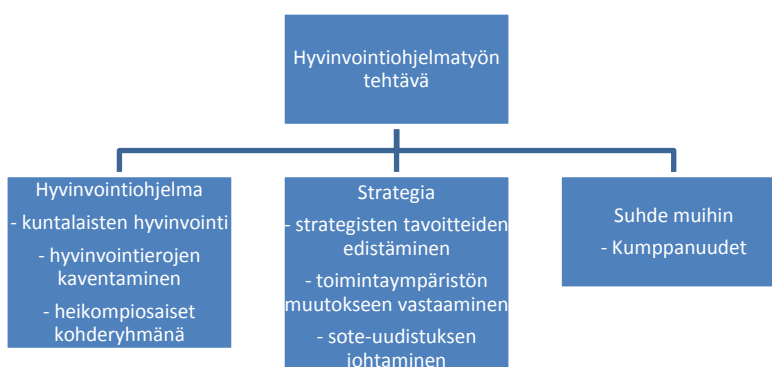 Hyvinvointiohjelmatyön
tehtävä
Hyvinvointiohjelma
- kuntalaisten hyvinvointi
- hyvinvointierojen
kaventaminen
- heikompiosaiset
kohderyhmänä
Strategia
- strategisten tavoitteiden
edistäminen
- toimintaympäristön
muutokseen vastaaminen
- sote-uudistuksen
johtaminen
Suhde muihin
- Kumppanuudet